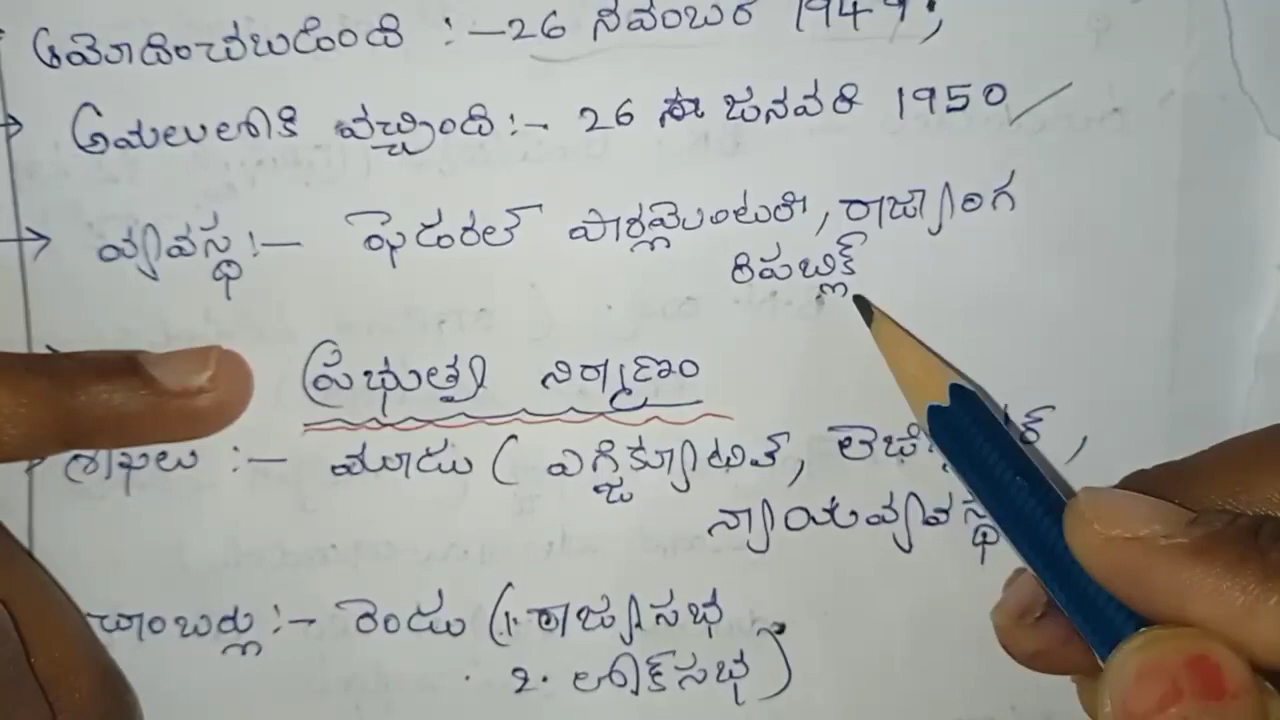 ఆమోదించబడింది :- 26 నవంబర్ 1949;
అమలులోకి వచ్చింది:- 26 జనవరి 1950
వ్యవస్థ:- ఫెడరల్ పార్లమెంటరీ, రాజ్యాంగ
రిపబ్లిక్
ప్రభుత్వ నిర్మాణం
శాఖలు :- మూడు ( ఎగ్జిక్యూటివ్,
న్యాయవ్యవస్థ
చాంబర్లు:- రెండు (1. రాజ్యసభ
2. లోక్‌సభ)